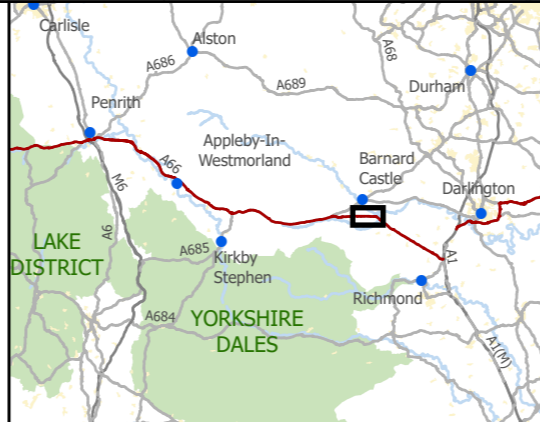 Carlisle
Alston
A686
A689
A68
Durham
Penrith
Appleby-In-
Westmorland
A66
Barnard
Castle
Darlington
M6
A6
LAKE
DISTRICT
A685
Kirkby
Stephen
A1
Richmond
A684
YORKSHIRE
DALES
A1(M)